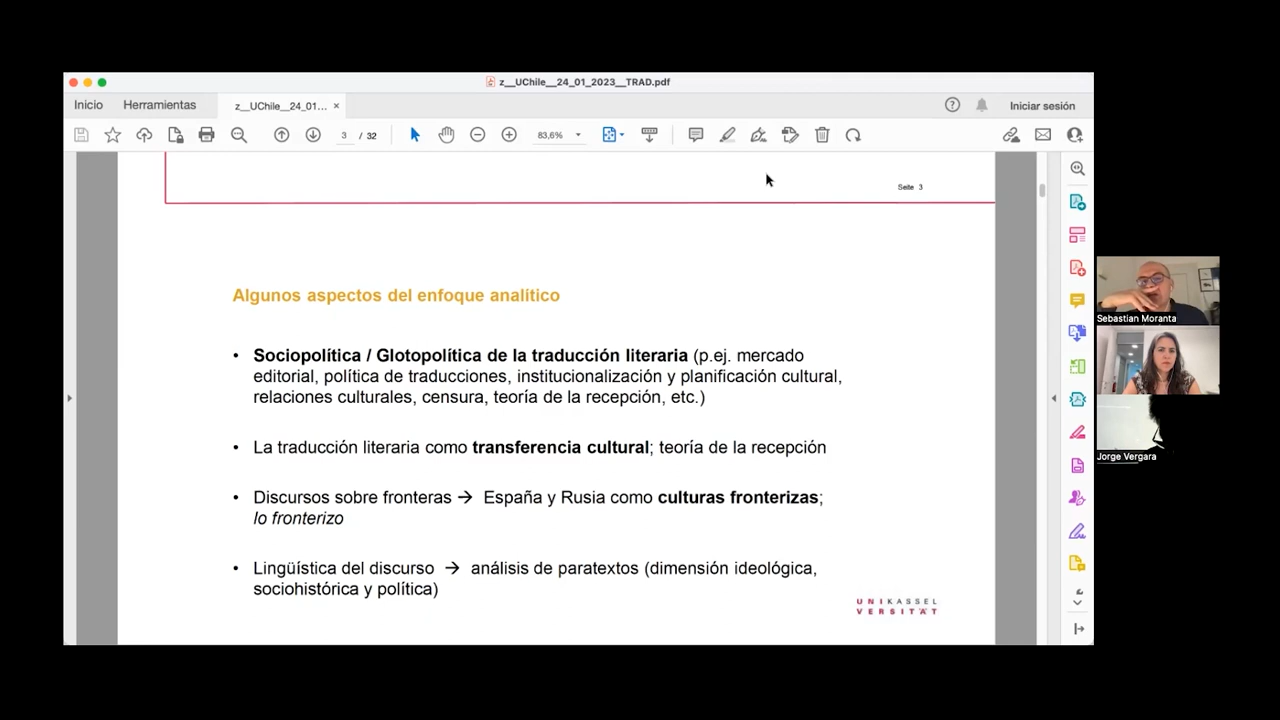 z__UChile__24_01_2023__TRAD.pdf
Inicio
Herramientas
z__UChile__24_01...
Iniciar sesión
3 / 32
83,6%
Seite 3
Algunos aspectos del enfoque analítico
• Sociopolítica / Glotopolítica de la traducción literaria (p.ej. mercado
editorial, política de traducciones, institucionalización y planificación cultural,
relaciones culturales, censura, teoría de la recepción, etc.)
• La traducción literaria como transferencia cultural; teoría de la recepción
• Discursos sobre fronteras → España y Rusia como culturas fronterizas;
lo fronterizo
• Lingüística del discurso → análisis de paratextos (dimensión ideológica,
sociohistórica y política)
UNIKASSEL
VERSITÄT
Sebastian Moranta
Jorge Vergara